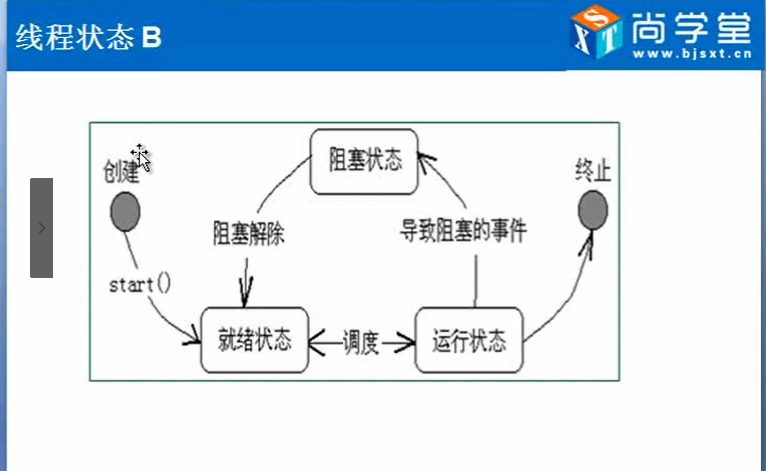 线程状态 B
尚学堂
www.bjsxt.cn
SXT
创建
阻塞状态
终止
阻塞解除
导致阻塞的事件
start()
就绪状态
调度
运行状态